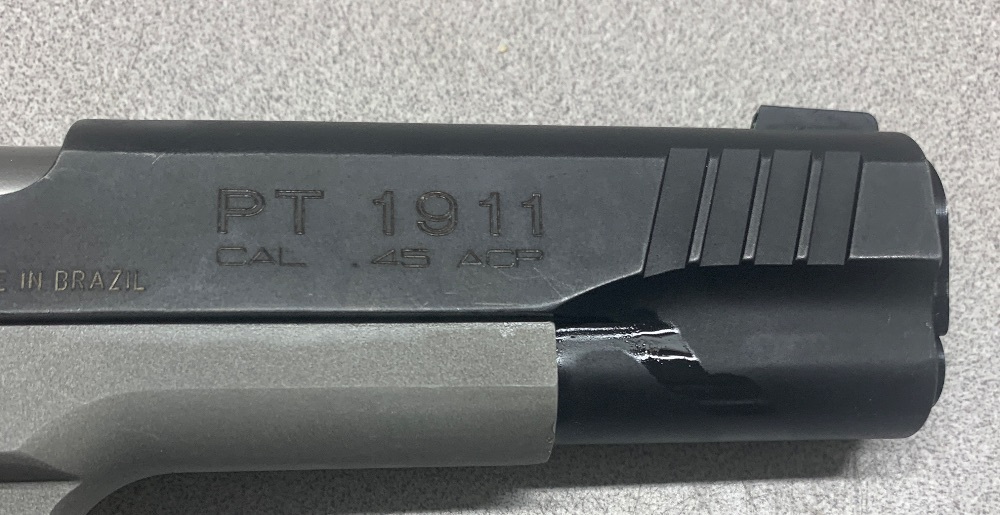 PT 1911
CAL .45 ACP
E IN BRAZIL